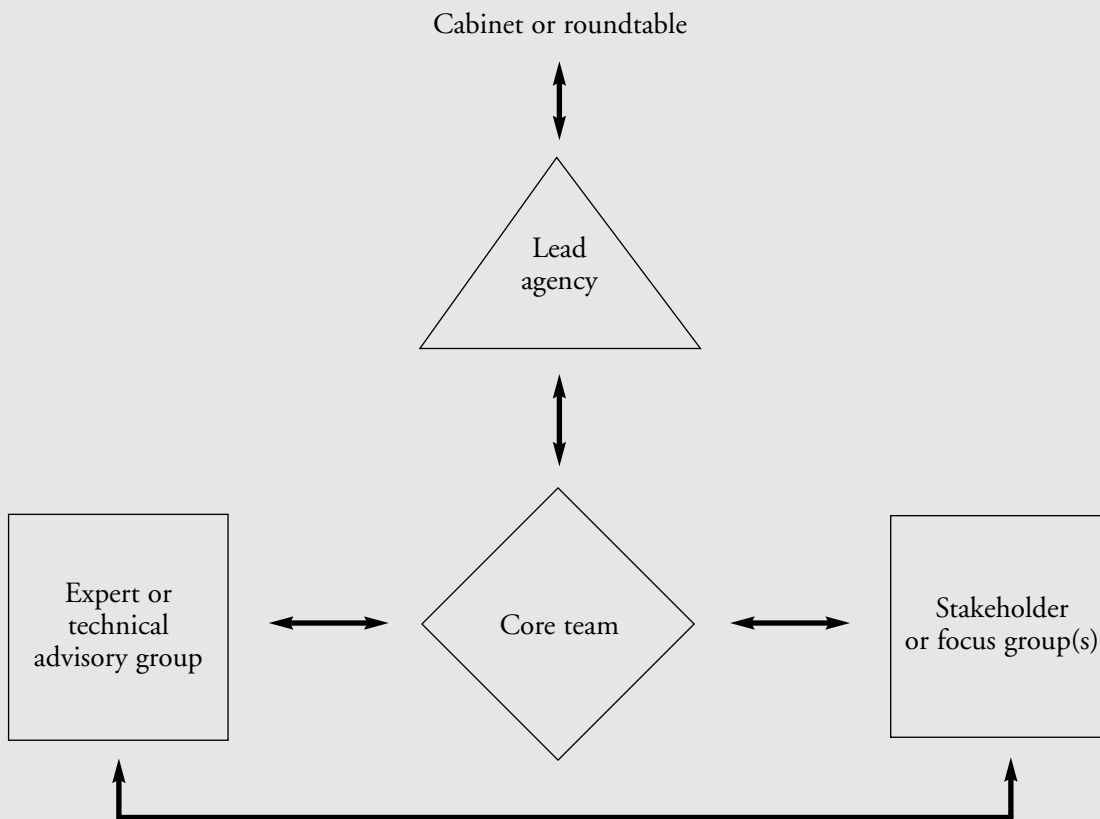 Cabinet or roundtable
Lead
agency
Expert or
technical
advisory group
Core team
Stakeholder
or focus group(s)